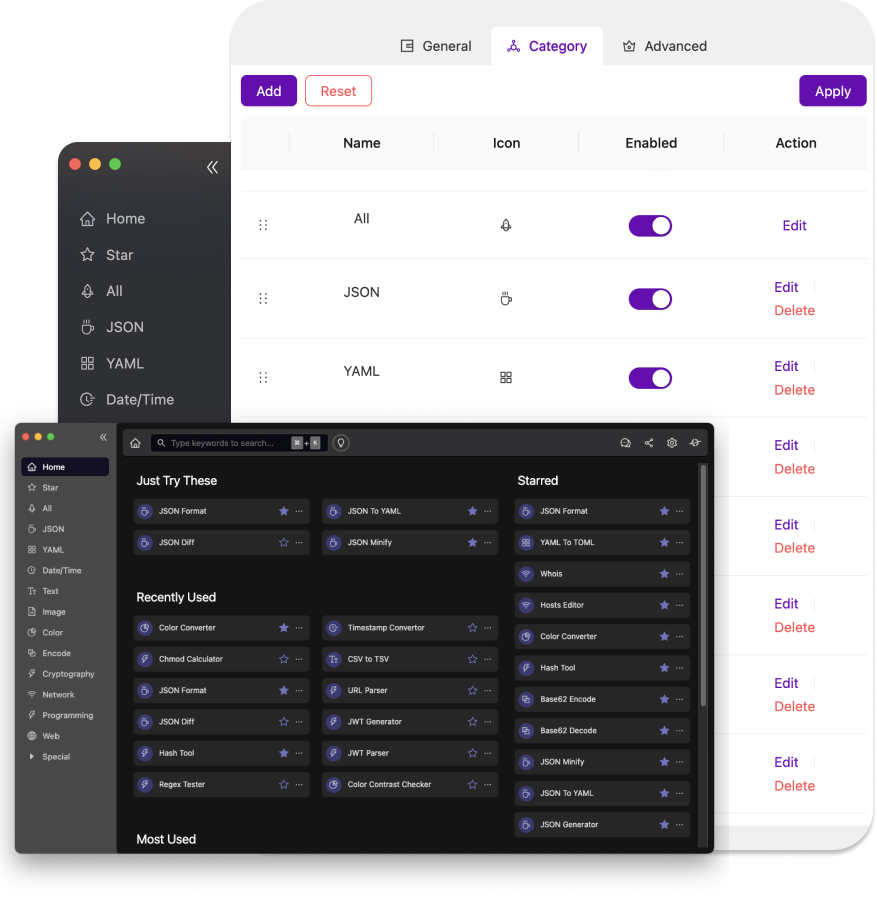 General
Category
Advanced
Add
Reset
Apply
Name
Icon
Enabled
Action
All
Edit
JSON
Edit
Delete
YAML
Edit
Delete
Edit
Delete
Edit
Delete
Edit
Delete
Edit
Delete
Edit
Delete
Home
Star
All
JSON
YAML
Date/Time
Home
Star
All
JSON
YAML
Date/Time
Text
Image
Color
Encode
Cryptography
Network
Programming
Web
Special
Type keywords to search...
⌘ + K
Just Try These
JSON Format
JSON To YAML
JSON Diff
JSON Minify
Recently Used
Color Converter
Timestamp Convertor
Chmod Calculator
CSV to TSV
JSON Format
URL Parser
JSON Diff
JWT Generator
Hash Tool
JWT Parser
Regex Tester
Color Contrast Checker
Most Used
Starred
JSON Format
YAML To TOML
Whois
Hosts Editor
Color Converter
Hash Tool
Base62 Encode
Base62 Decode
JSON Minify
JSON To YAML
JSON Generator